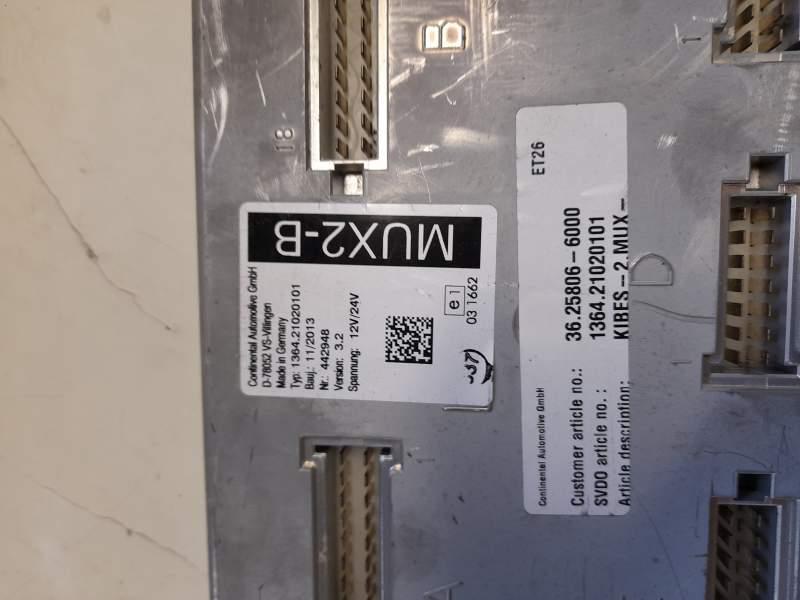 MUX2-B
Continental Automotive GmbH
D-78052 VS-Villingen
Made in Germany
Typ: 1364.21020101
Bauj.: 11/2013
Nr.: 442948
Version: 3.2
Spannung: 12V/24V
e1
03 1662
ET26
Continental Automotive GmbH
Customer article no.: 36.25806-6000
SVDO article no. : 1364.21020101
Article description: KIBES-2 MUX-
18
B
D
1